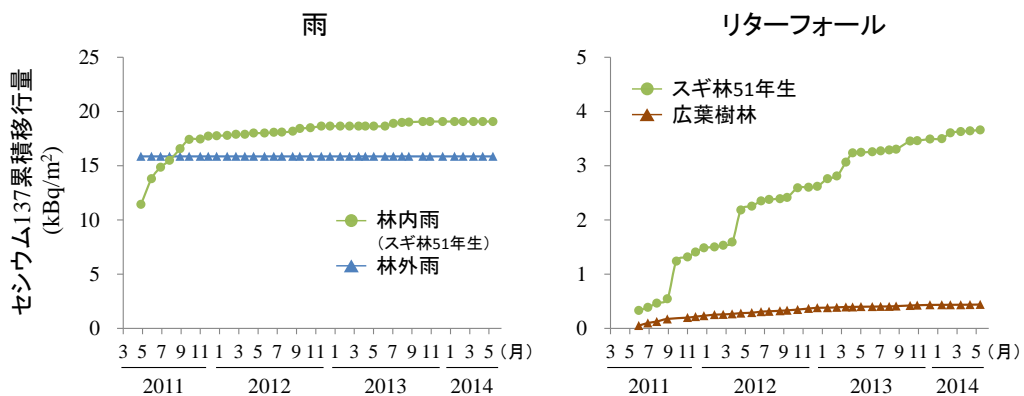 雨
セシウム137累積移行量
(kBq/m²)
25
20
15
10
5
0
林内雨
（スギ林51年生）
林外雨
3 5 7 9 11 1 3 5 7 9 11 1 3 5 7 9 11 1 3 5 (月)
2011 2012 2013 2014
リターフォール
5
4
3
2
1
0
スギ林51年生
広葉樹林
3 5 7 9 11 1 3 5 7 9 11 1 3 5 7 9 11 1 3 5 (月)
2011 2012 2013 2014